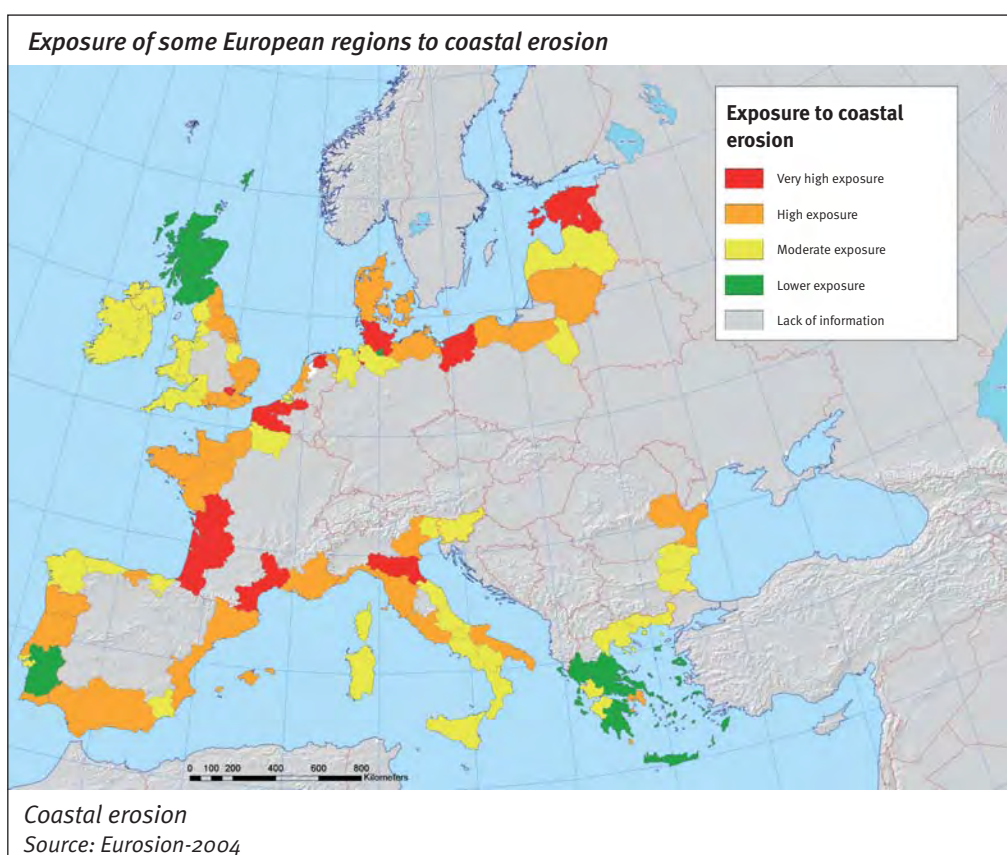 Exposure of some European regions to coastal erosion
Exposure to coastal
erosion
Very high exposure
High exposure
Moderate exposure
Lower exposure
Lack of information
0 100 200 400 600 800
Kilometers
Coastal erosion
Source: Eurosion-2004